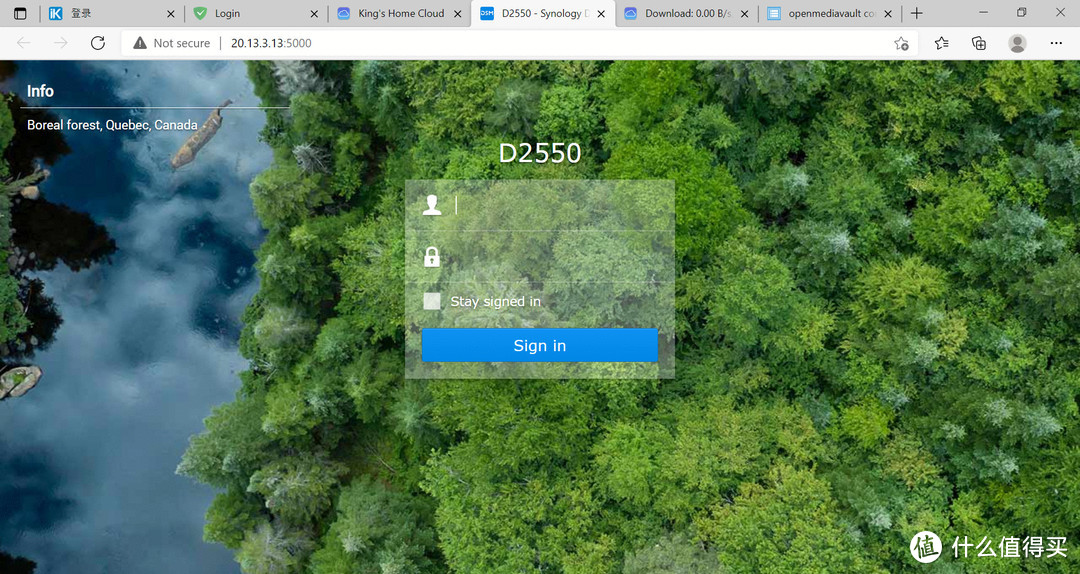 登录
Login
King's Home Cloud
DSM
D2550 - Synology D
Download: 0.00 B/s
openmediavault co
Not secure
20.13.3.13:5000
Info
Boreal forest, Quebec, Canada
D2550
Stay signed in
Sign in
值 什么值得买